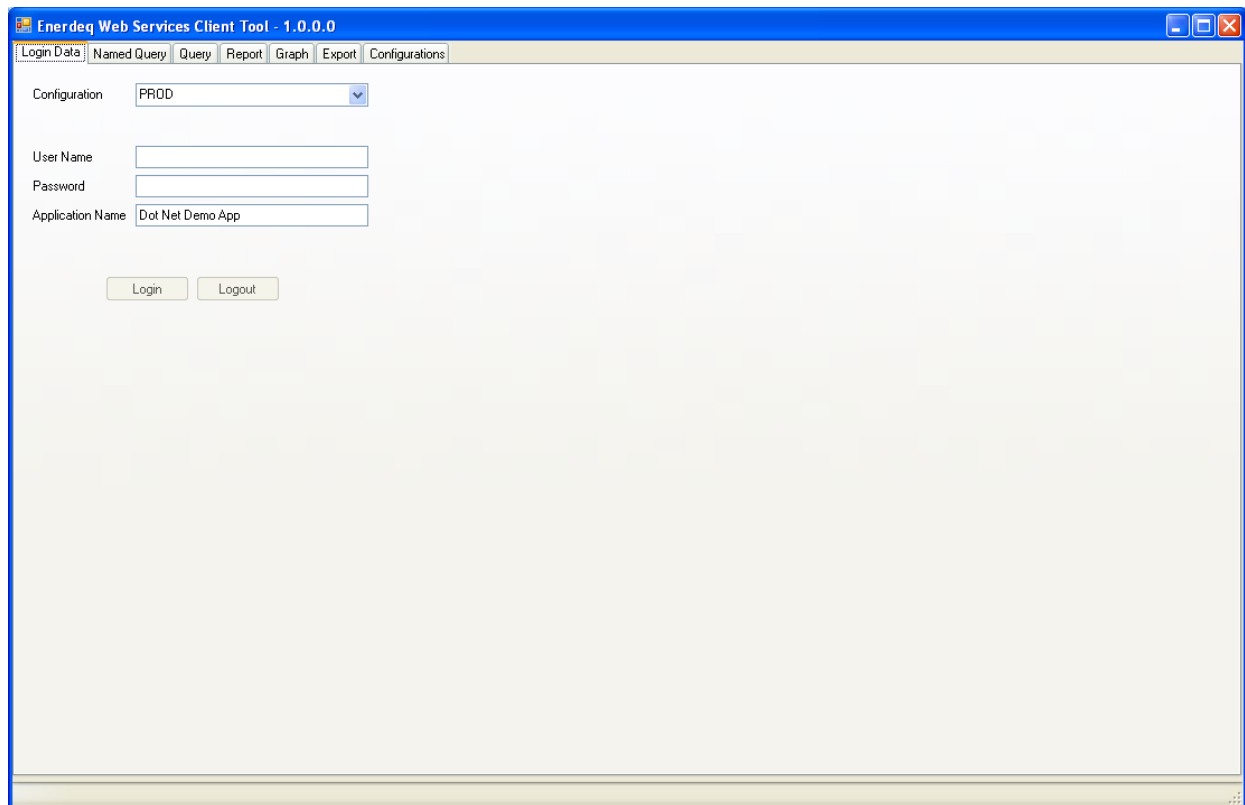 Enerdeq Web Services Client Tool - 1.0.0.0
Login Data Named Query Query Report Graph Export Configurations
Configuration PROD
User Name
Password
Application Name Dot Net Demo App
Login Logout